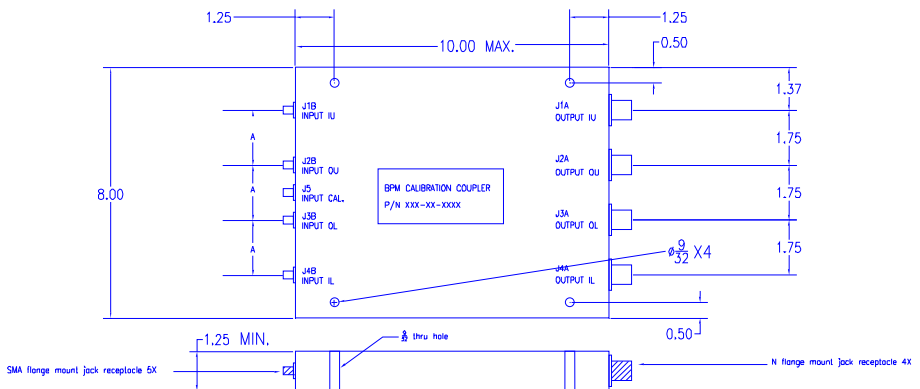 1.25
1.25
10.00 MAX.
0.50
J1B
INPUT IU
J1A
OUTPUT IU
1.37
A
1.75
J2B
INPUT OU
J2A
OUTPUT OU
8.00
A
J5
INPUT CAL.
BPM CALIBRATION COUPLER
P/N XXX-XX-XXXX
1.75
J3B
INPUT OL
J3A
OUTPUT OL
A
1.75
ø9/32 X4
J4B
INPUT IL
J4A
OUTPUT IL
1.25 MIN.
0.50
9/32 thru hole
SMA flange mount jack receptacle 5X
N flange mount jack receptacle 4X